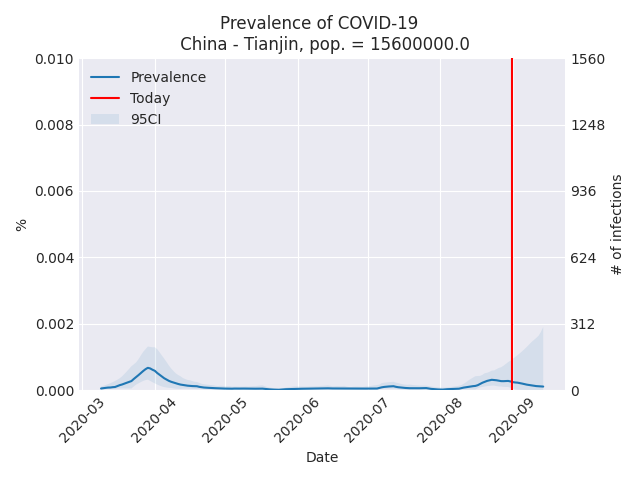 Prevalence of COVID-19
China - Tianjin, pop. = 15600000.0
0.010
0.008
0.006
0.004
0.002
0.000
%
Prevalence
Today
95CI
1560
1248
936
624
312
0
# of infections
2020-03
2020-04
2020-05
2020-06
2020-07
2020-08
2020-09
Date